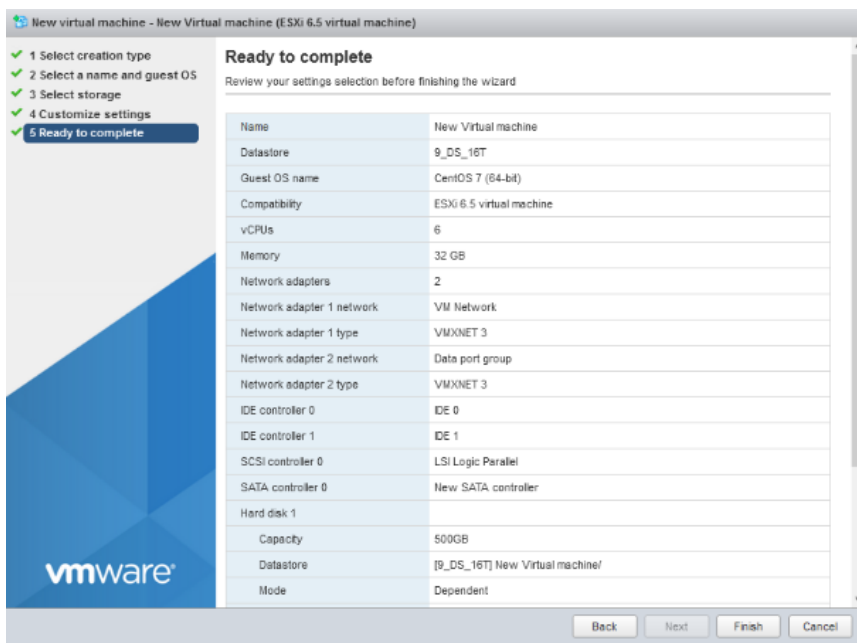 New virtual machine - New Virtual machine (ESXi 6.5 virtual machine)
1 Select creation type
2 Select a name and guest OS
3 Select storage
4 Customize settings
5 Ready to complete
Ready to complete
Review your settings selection before finishing the wizard
Name New Virtual machine
Datastore 9_DS_16T
Guest OS name CentOS 7 (64-bit)
Compatibility ESXi 6.5 virtual machine
vCPUs 6
Memory 32 GB
Network adapters 2
Network adapter 1 network VM Network
Network adapter 1 type VMXNET 3
Network adapter 2 network Data port group
Network adapter 2 type VMXNET 3
IDE controller 0 IDE 0
IDE controller 1 IDE 1
SCSI controller 0 LSI Logic Parallel
SATA controller 0 New SATA controller
Hard disk 1
Capacity 500GB
Datastore [9_DS_16T] New Virtual machine/
Mode Dependent
vmware
Back Next Finish Cancel